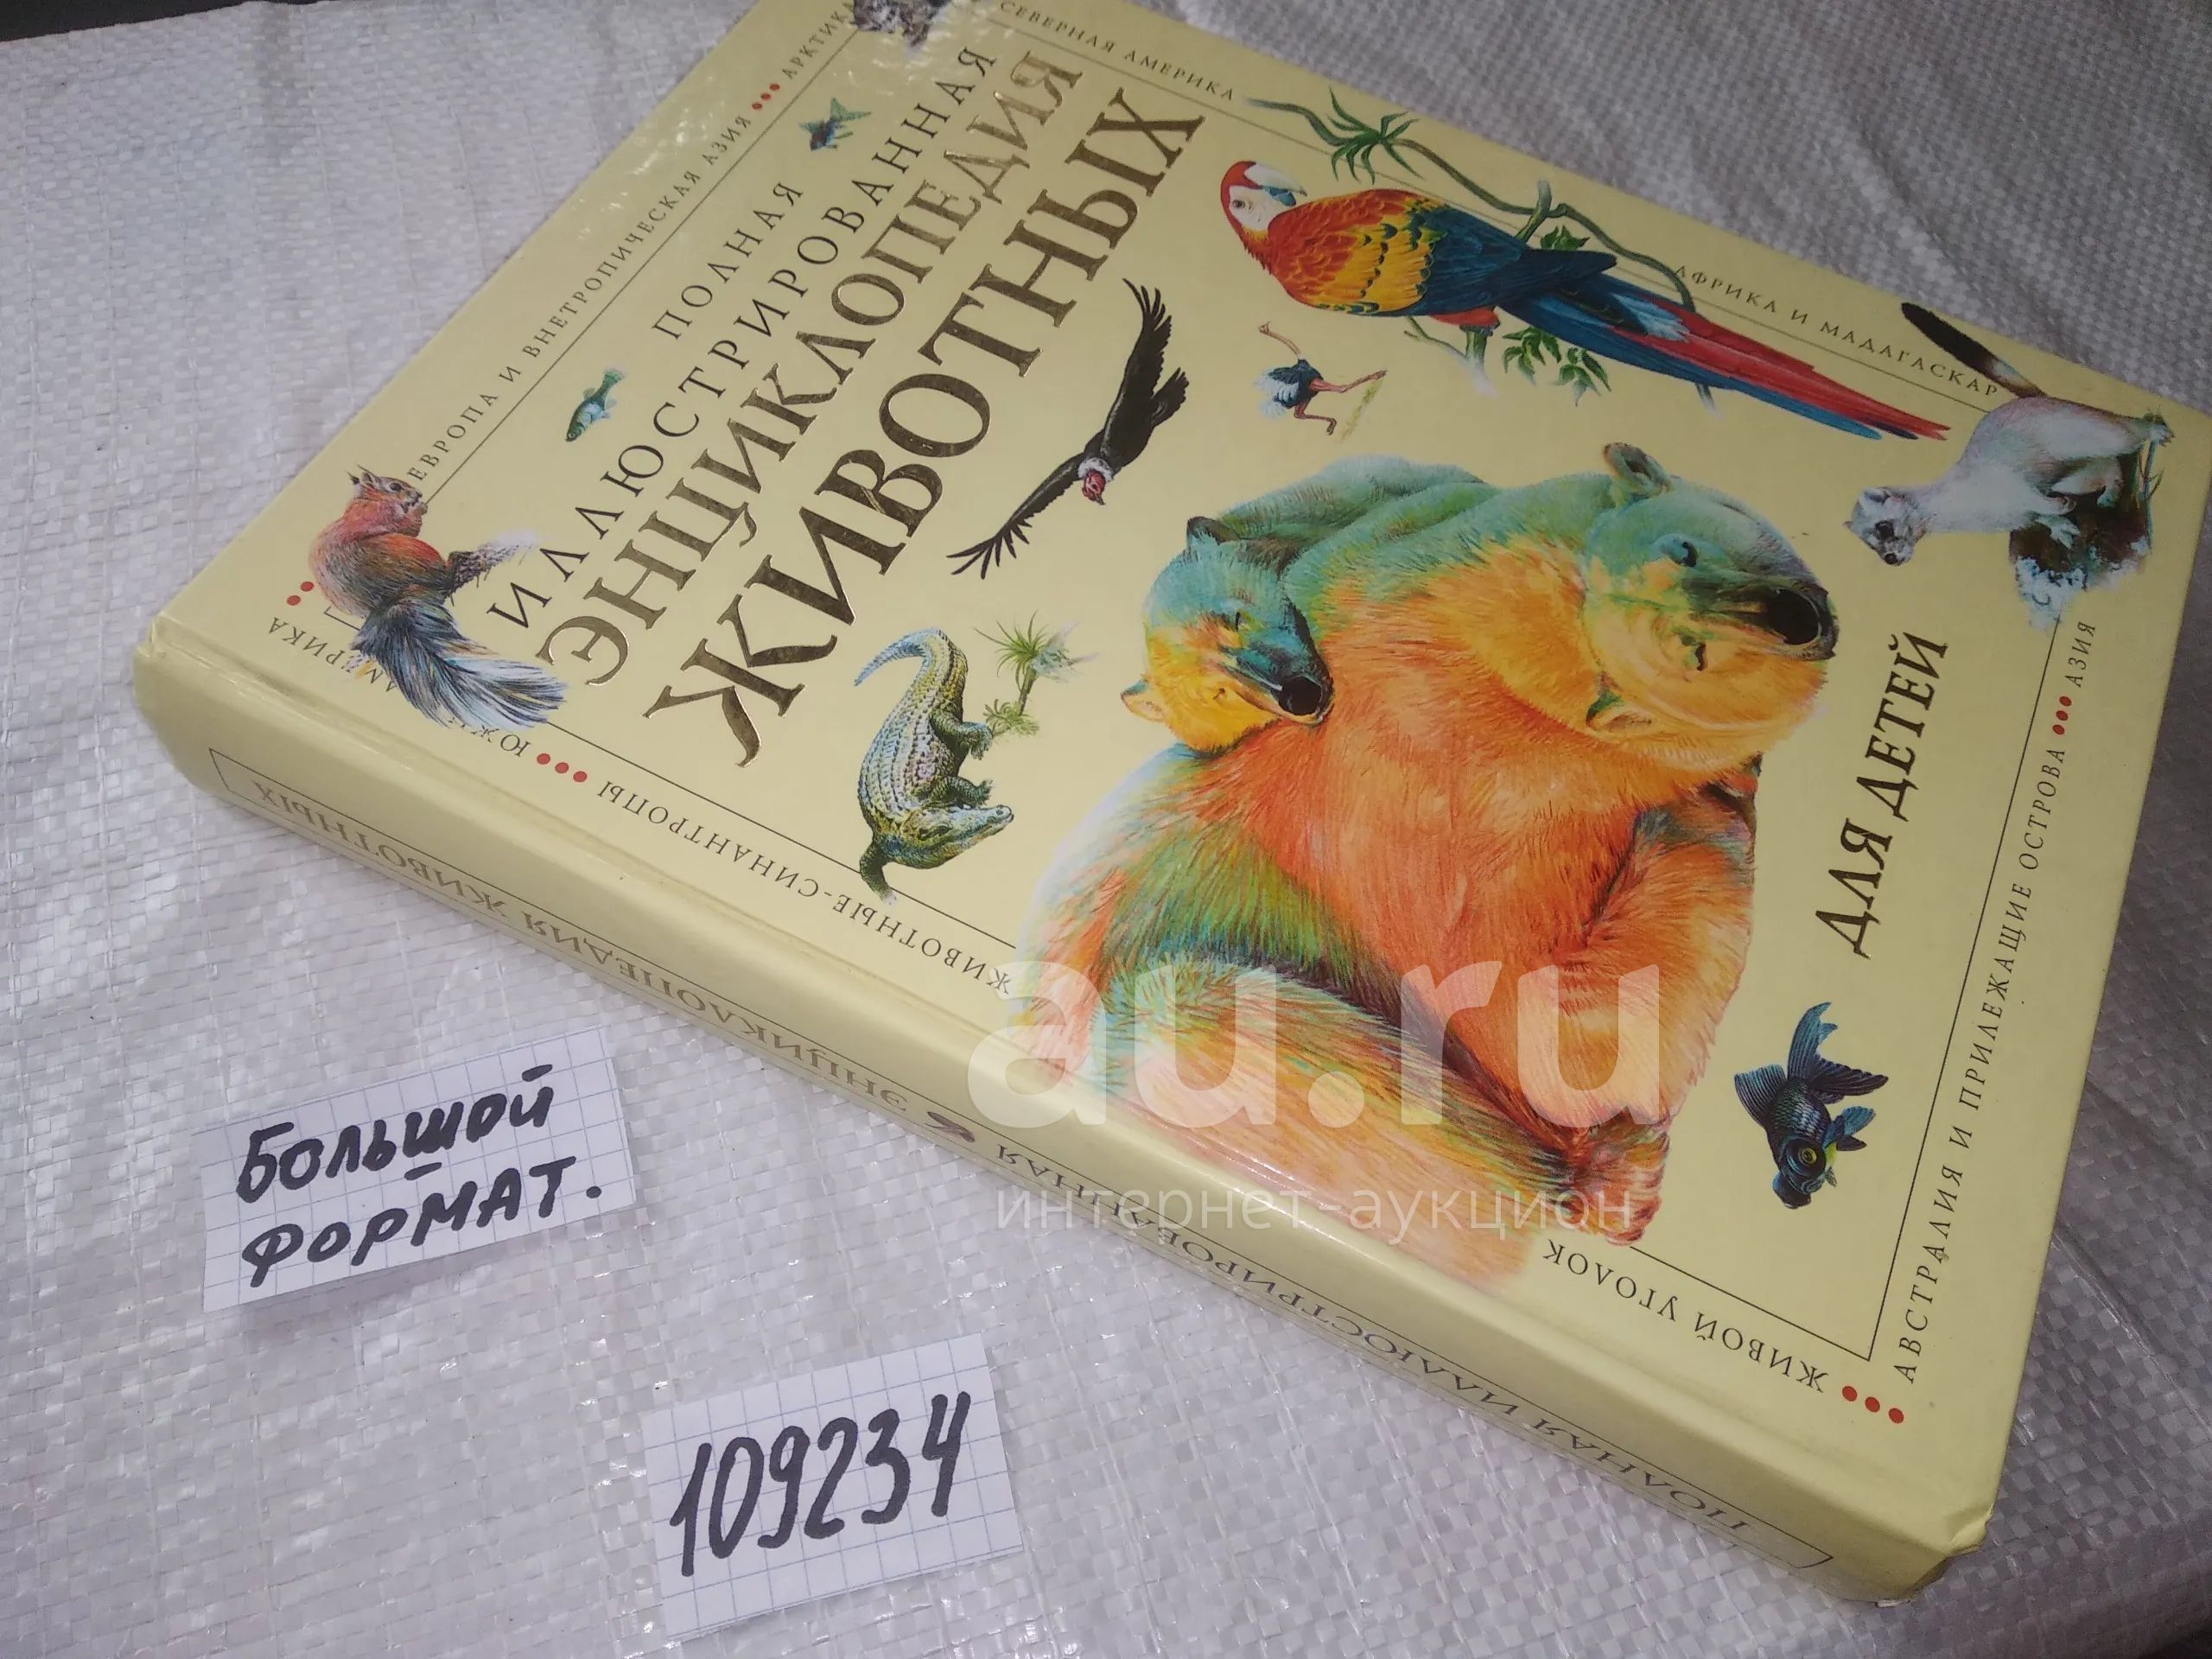 ПОЛНАЯ
ИЛЛЮСТРИРОВАННАЯ
ЭНЦИКЛОПЕДИЯ
ЖИВОТНЫХ
ДЛЯ ДЕТЕЙ
ЕВРОПА И ВНЕТРОПИЧЕСКАЯ АЗИЯ ••• АРКТИКА
СЕВЕРНАЯ АМЕРИКА
АФРИКА И МАДАГАСКАР
АВСТРАЛИЯ И ПРИЛЕЖАЩИЕ ОСТРОВА ••• АЗИЯ
ЖИВОЙ УГОЛОК
ЖИВОТНЫЕ-СИНАНТРОПЫ •••
ПОЛНАЯ ИЛЛЮСТРИРОВАННАЯ ЭНЦИКЛОПЕДИЯ ЖИВОТНЫХ
au.ru
интернет-аукцион
БОЛЬШОЙ
ФОРМАТ.
109234